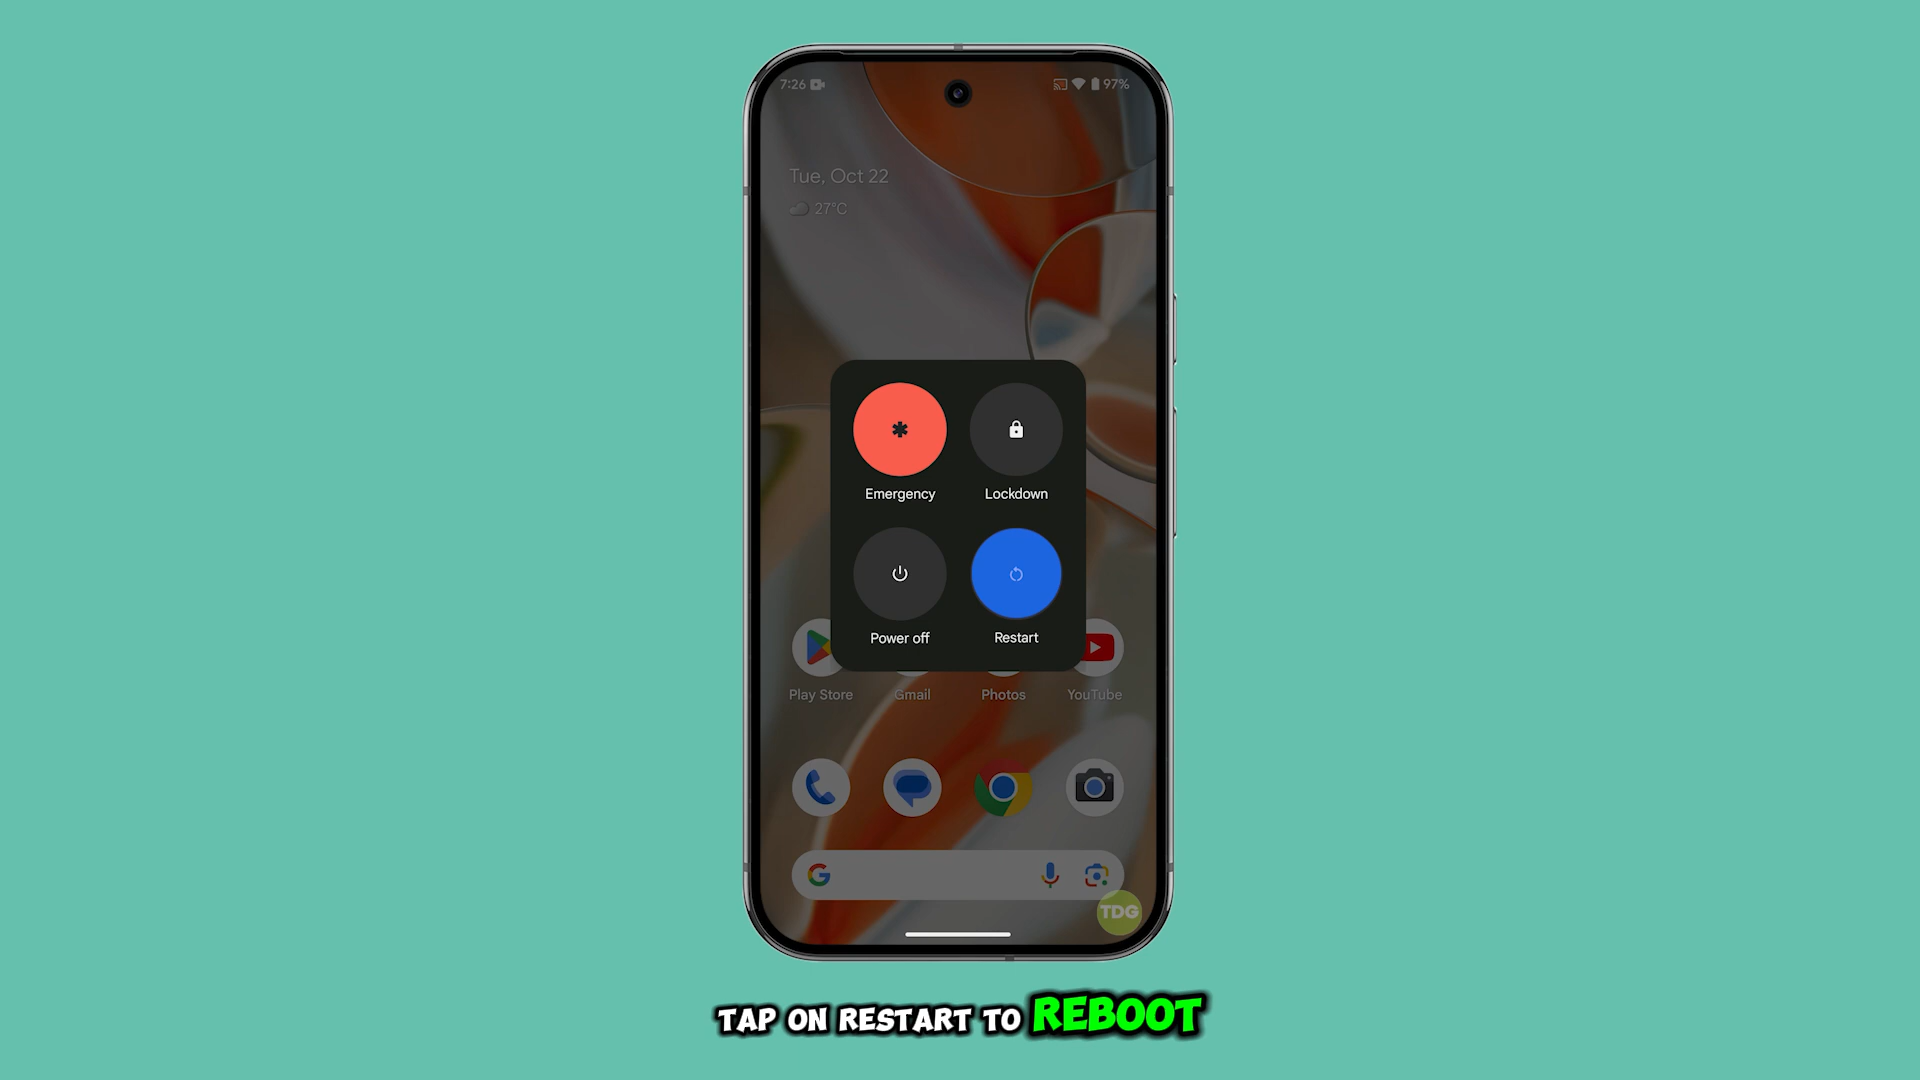 7:26
97%
Tue, Oct 22
27°C
Emergency
Lockdown
Power off
Restart
Play Store
Gmail
Photos
YouTube
G
TDG
TAP ON RESTART TO REBOOT